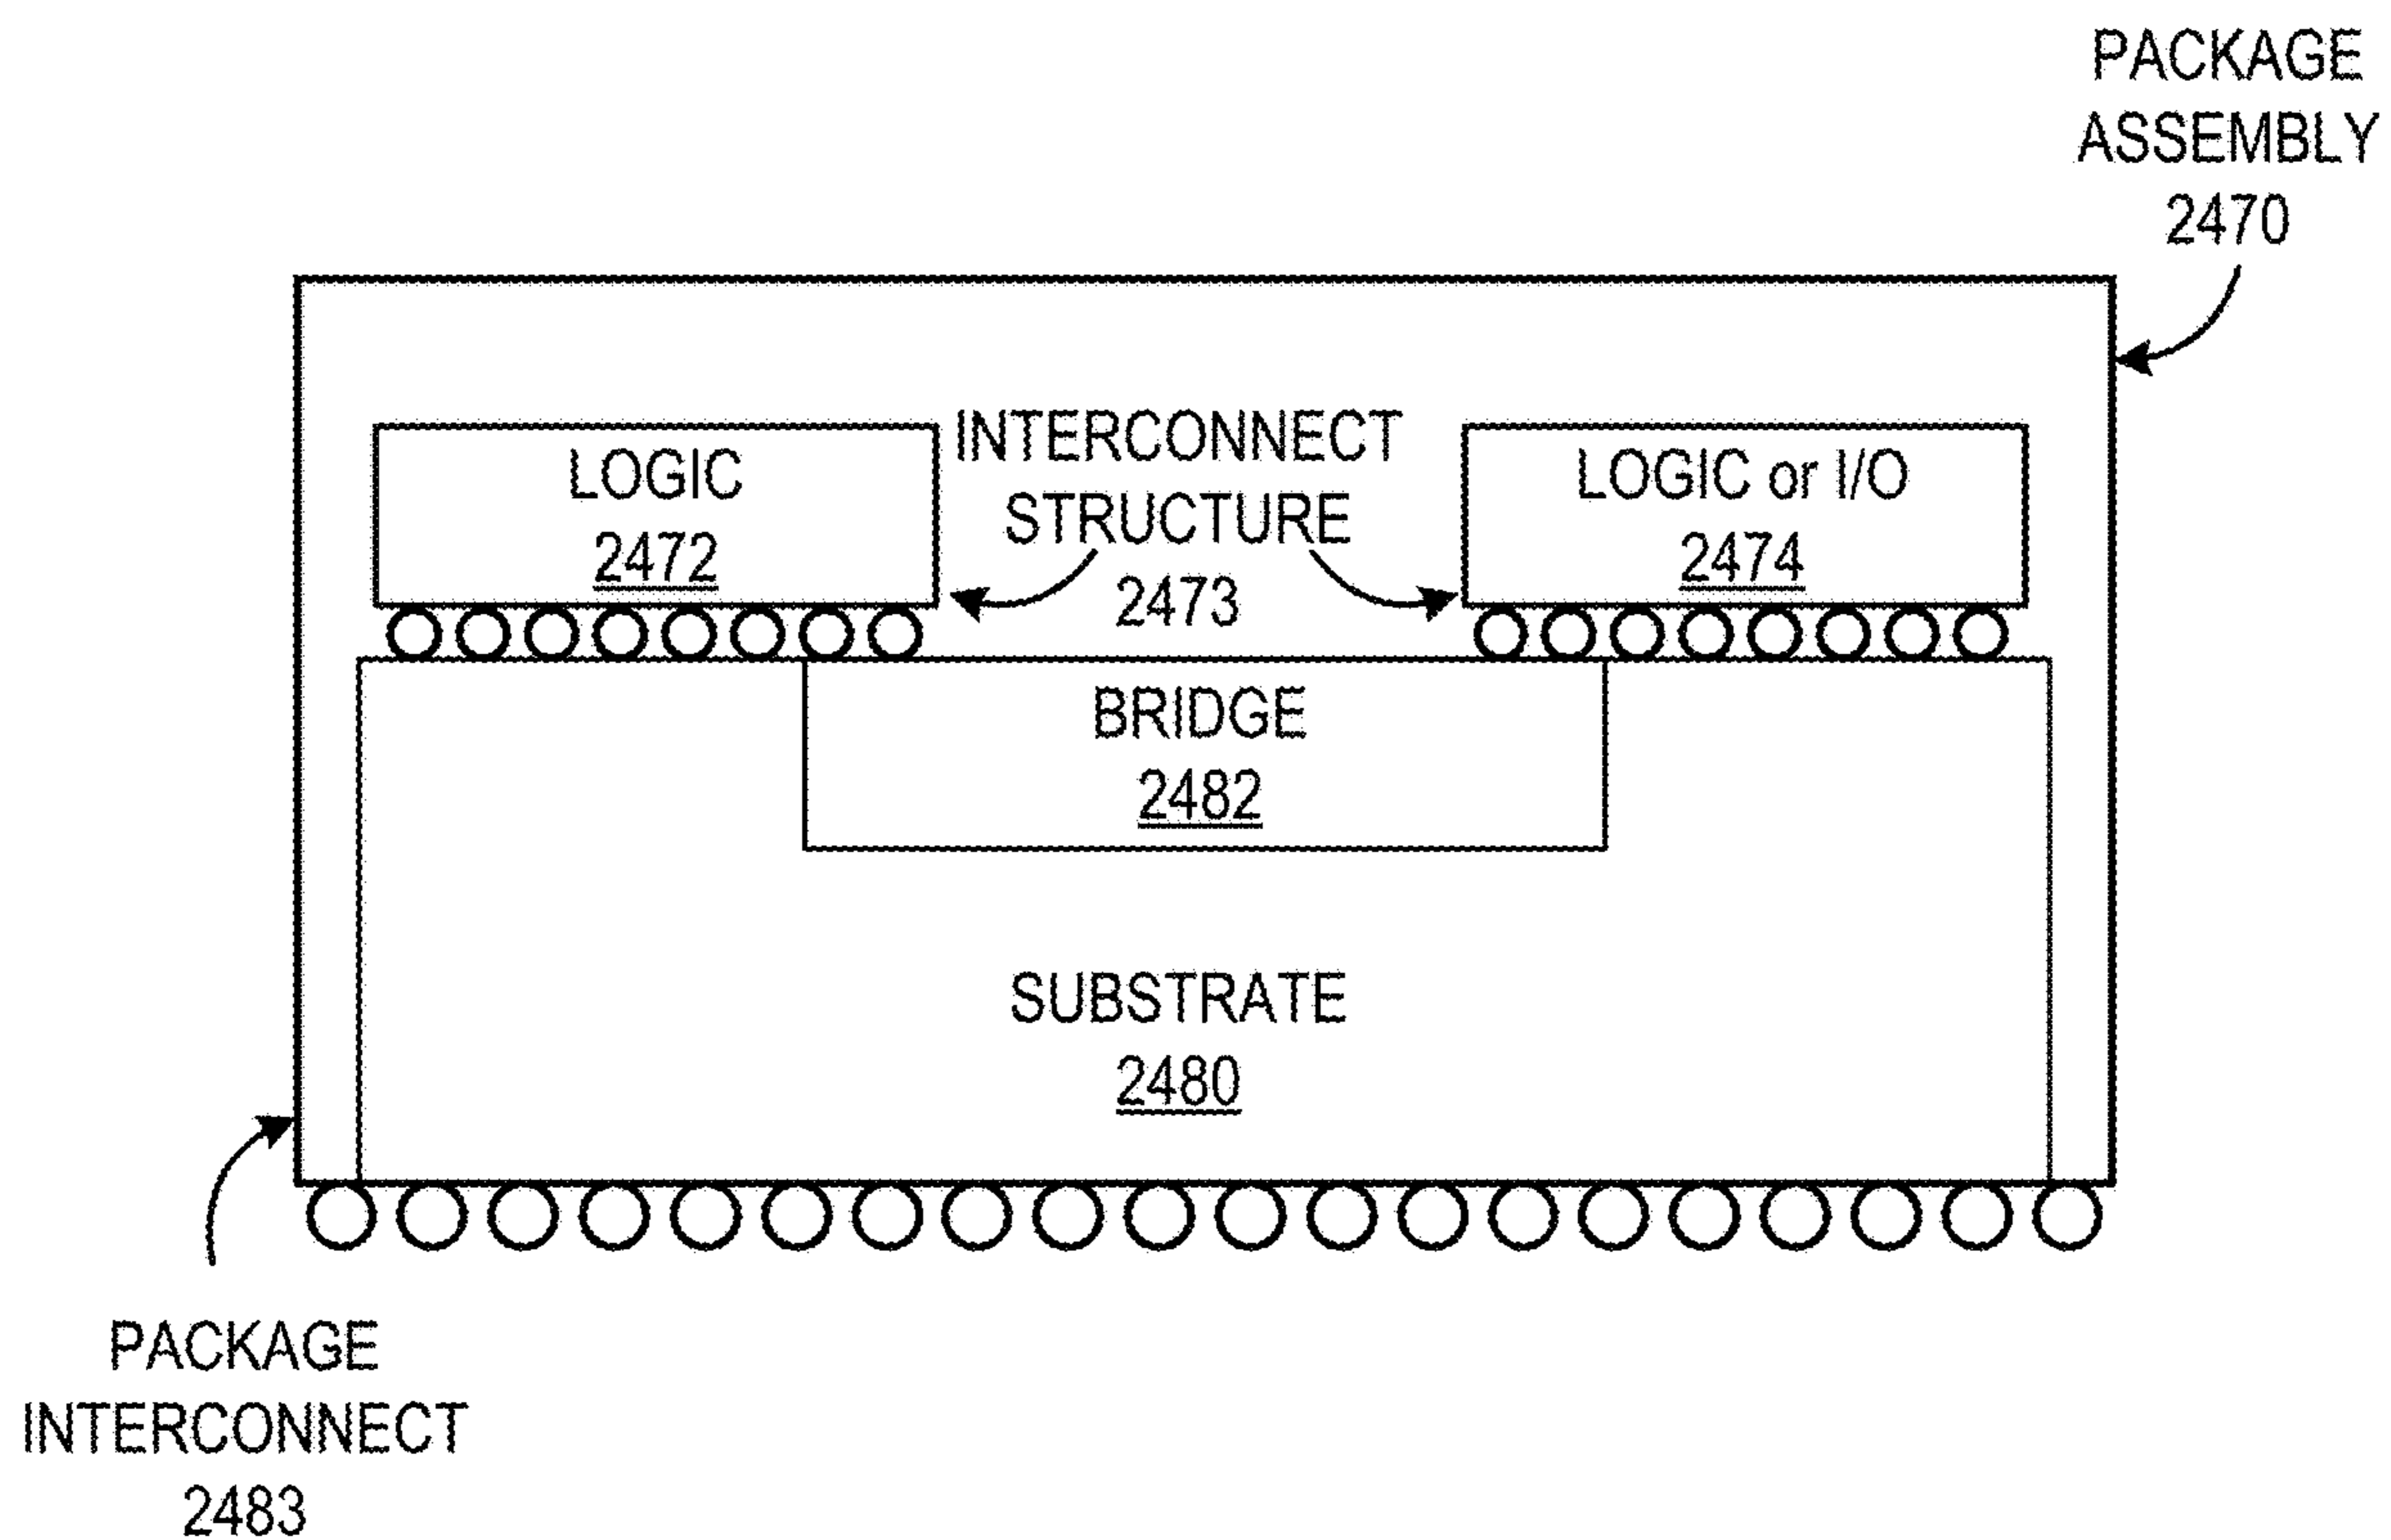 PACKAGE
ASSEMBLY
2470
LOGIC
2472
INTERCONNECT
STRUCTURE
2473
LOGIC or I/O
2474
BRIDGE
2482
SUBSTRATE
2480
PACKAGE
INTERCONNECT
2483